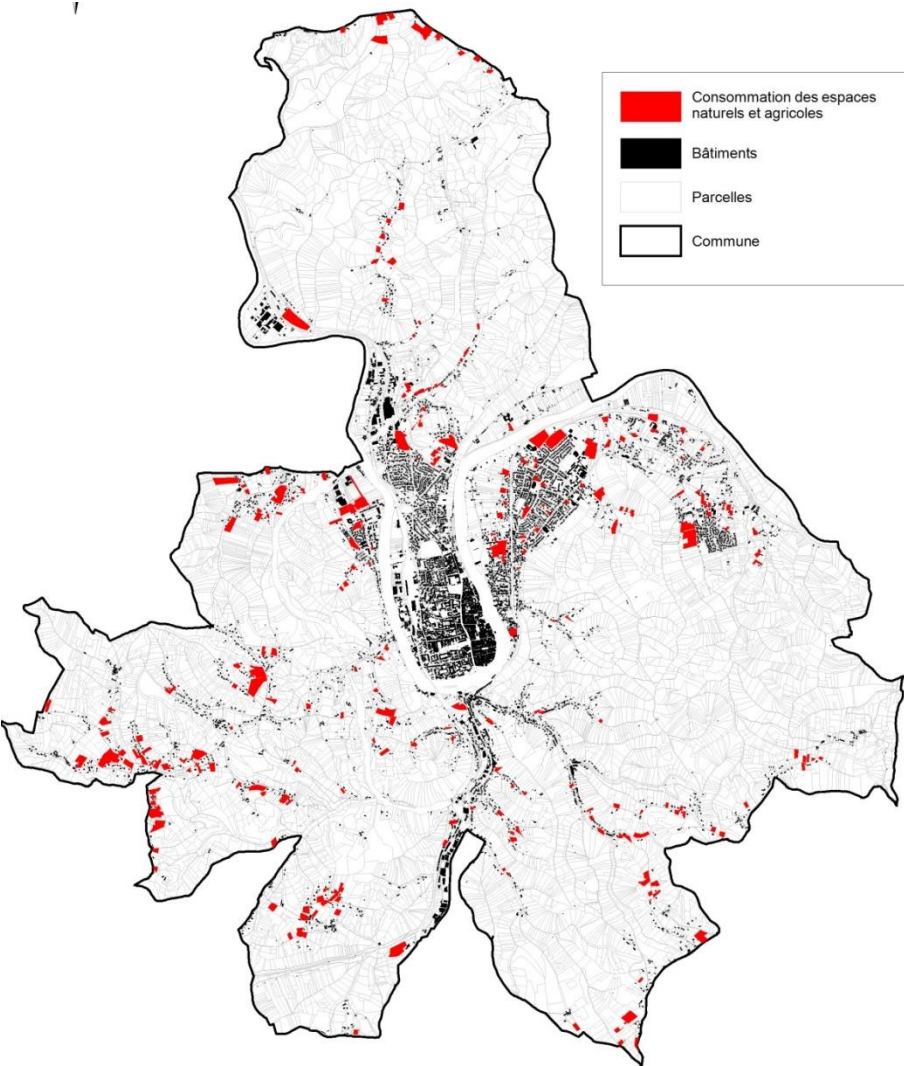 Consommation des espaces
naturels et agricoles
Bâtiments
Parcelles
Commune